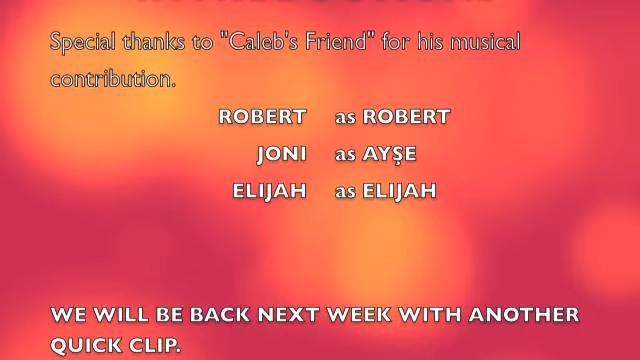 Special thanks to "Caleb's Friend" for his musical
contribution.
ROBERT as ROBERT
JONI as AYŞE
ELIJAH as ELIJAH
WE WILL BE BACK NEXT WEEK WITH ANOTHER
QUICK CLIP.